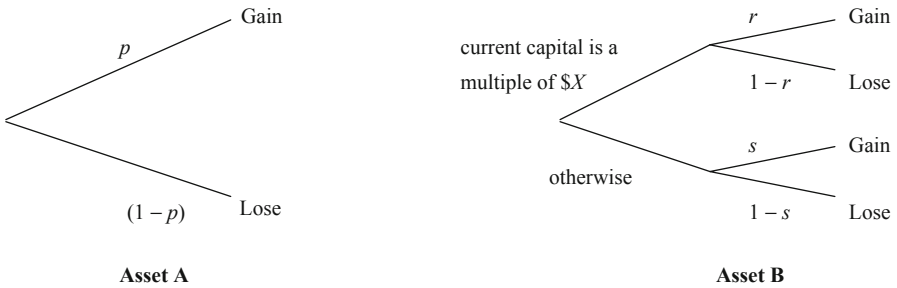 Gain
p
(1 − p)
Lose
Asset A
current capital is a
multiple of $X
r
Gain
1 − r
Lose
otherwise
s
Gain
1 − s
Lose
Asset B